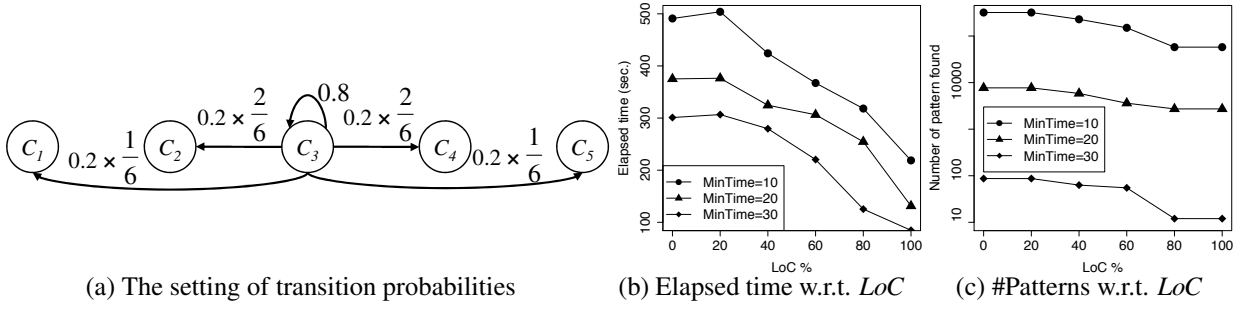 C1
C2
C3
C4
C5
0.8
0.2 × 2/6
0.2 × 2/6
0.2 × 1/6
0.2 × 1/6
(a) The setting of transition probabilities
Elapsed time (sec.)
100 200 300 400 500
MinTime=10
MinTime=20
MinTime=30
0 20 40 60 80 100
LoC %
(b) Elapsed time w.r.t. LoC
Number of pattern found
10 100 10000
MinTime=10
MinTime=20
MinTime=30
0 20 40 60 80 100
LoC %
(c) #Patterns w.r.t. LoC